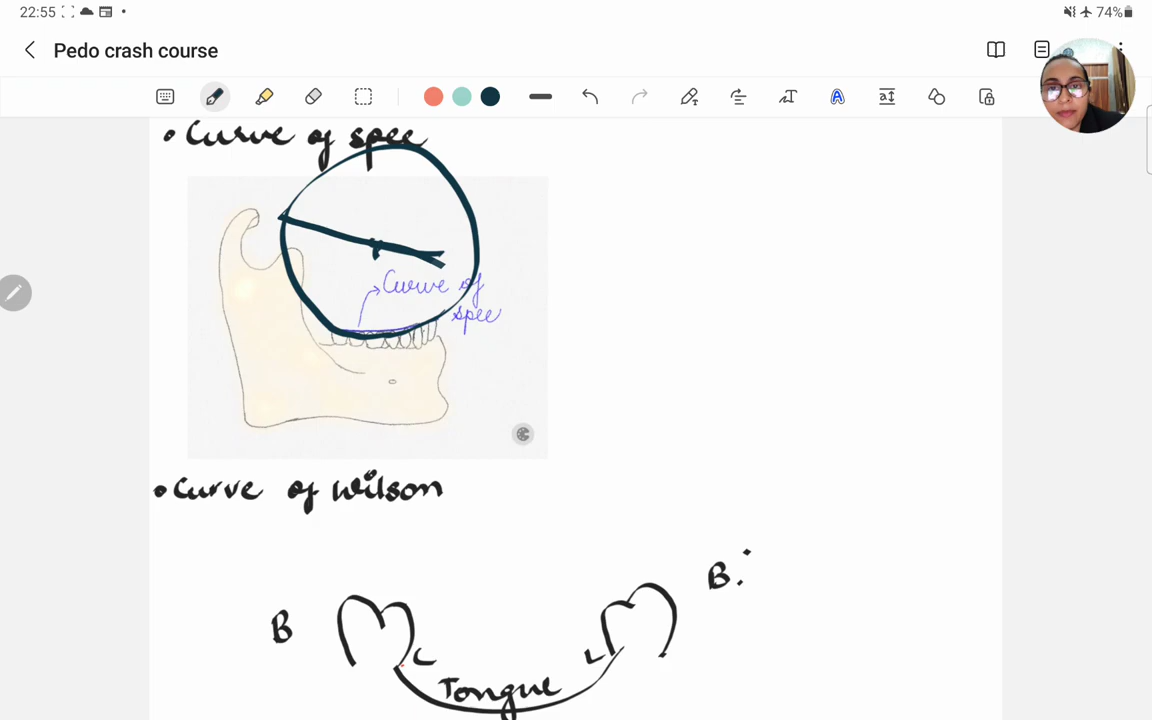 22:55
74%
Pedo crash course
• Curve of spee
Curve of
spee
• Curve of Wilson
B
B
L
L
Tongue